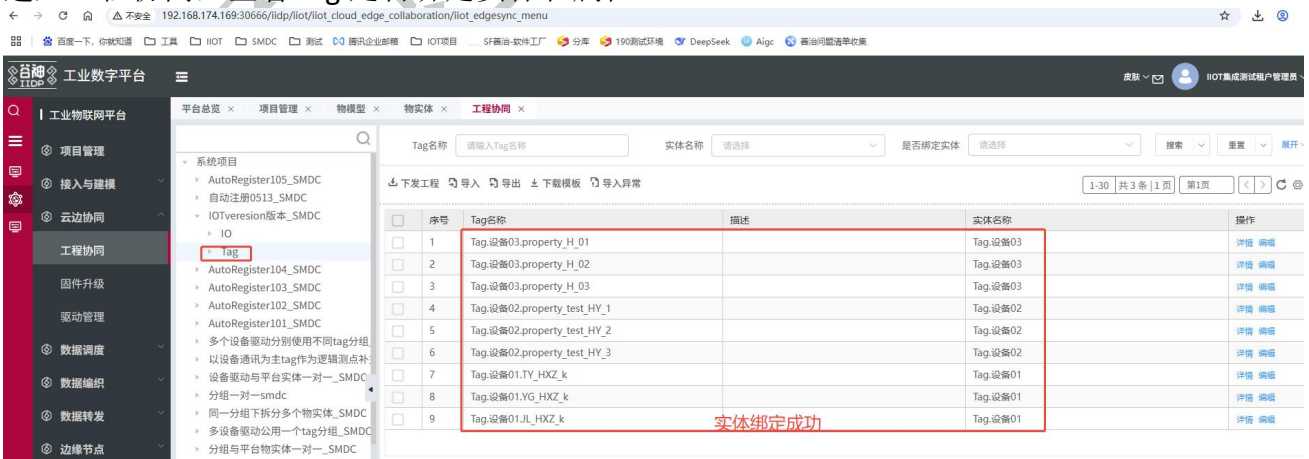 不安全 192.168.174.169:30666/iidp/iot/iiot_cloud_edge_collaboration/iiot_edgesync_menu
百度一下，你就知道 工具 IIOT SMDC 测试 腾讯企业邮箱 IOT项目 SF善治-软件工厂 分库 190测试环境 DeepSeek Aigc 善治问题清单收集
谷神 IIDP 工业数字平台 皮肤 IIOT集成测试租户管理员
工业物联网平台
项目管理
接入与建模
云边协同
工程协同
固件升级
驱动管理
数据调度
数据编织
数据转发
边缘节点
平台总览 × 项目管理 × 物模型 × 物实体 × 工程协同 ×
系统项目
AutoRegister105_SMDC
自动注册0513_SMDC
IOTveresion版本_SMDC
IO
Tag
AutoRegister104_SMDC
AutoRegister103_SMDC
AutoRegister102_SMDC
AutoRegister101_SMDC
多个设备驱动分别使用不同tag分组
以设备通讯为主tag作为逻辑测点补
设备驱动与平台实体一对一_SMDC
分组一对一smdc
同一分组下拆分多个物实体_SMDC
多设备驱动公用一个tag分组_SMDC
分组与平台物实体一对一_SMDC
Tag名称 请输入Tag名称 实体名称 请选择 是否绑定实体 请选择 搜索 重置 展开
下发工程 导入 导出 下载模板 导入异常 1-30 共3条 1页 第1页
序号 Tag名称 描述 实体名称 操作
1 Tag.设备03.property_H_01 Tag.设备03 详情 编辑
2 Tag.设备03.property_H_02 Tag.设备03 详情 编辑
3 Tag.设备03.property_H_03 Tag.设备03 详情 编辑
4 Tag.设备02.property_test_HY_1 Tag.设备02 详情 编辑
5 Tag.设备02.property_test_HY_2 Tag.设备02 详情 编辑
6 Tag.设备02.property_test_HY_3 Tag.设备02 详情 编辑
7 Tag.设备01.TY_HXZ_k Tag.设备01 详情 编辑
8 Tag.设备01.YG_HXZ_k Tag.设备01 详情 编辑
9 Tag.设备01.JL_HXZ_k Tag.设备01 详情 编辑
实体绑定成功